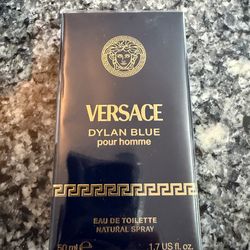 VERSACE
DYLAN BLUE
pour homme
EAU DE TOILETTE
NATURAL SPRAY
50 ml ℮ 1.7 US fl. oz.